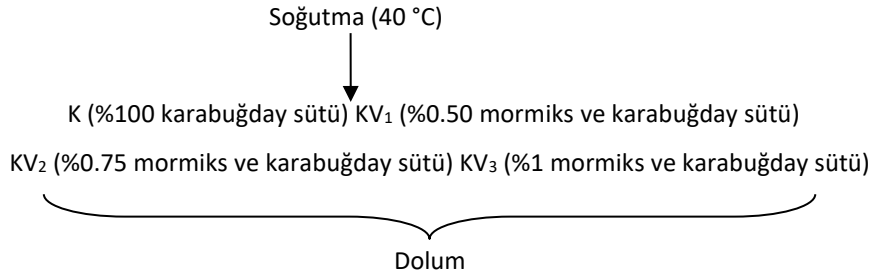 Soğutma (40 °C)
K (%100 karabuğday sütü) KV₁ (%0.50 mormiks ve karabuğday sütü)
KV₂ (%0.75 mormiks ve karabuğday sütü) KV₃ (%1 mormiks ve karabuğday sütü)
Dolum